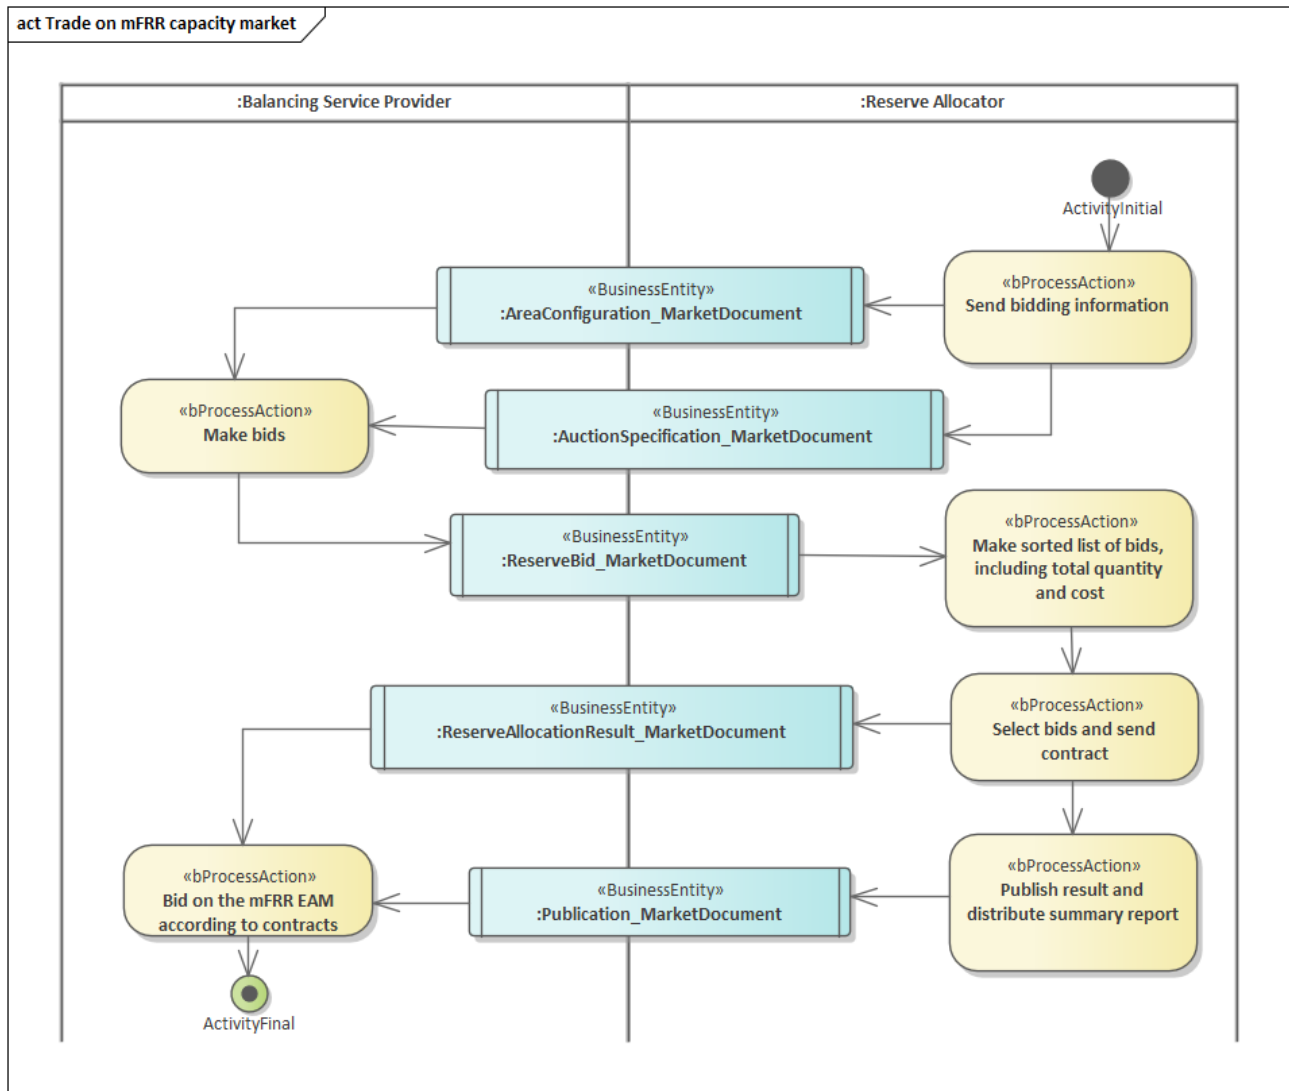 act Trade on mFRR capacity market
:Balancing Service Provider
:Reserve Allocator
ActivityInitial
«bProcessAction»
Send bidding information
«BusinessEntity»
:AreaConfiguration_MarketDocument
«bProcessAction»
Make bids
«BusinessEntity»
:AuctionSpecification_MarketDocument
«BusinessEntity»
:ReserveBid_MarketDocument
«bProcessAction»
Make sorted list of bids,
including total quantity
and cost
«bProcessAction»
Select bids and send
contract
«BusinessEntity»
:ReserveAllocationResult_MarketDocument
«bProcessAction»
Publish result and
distribute summary report
«BusinessEntity»
:Publication_MarketDocument
«bProcessAction»
Bid on the mFRR EAM
according to contracts
ActivityFinal